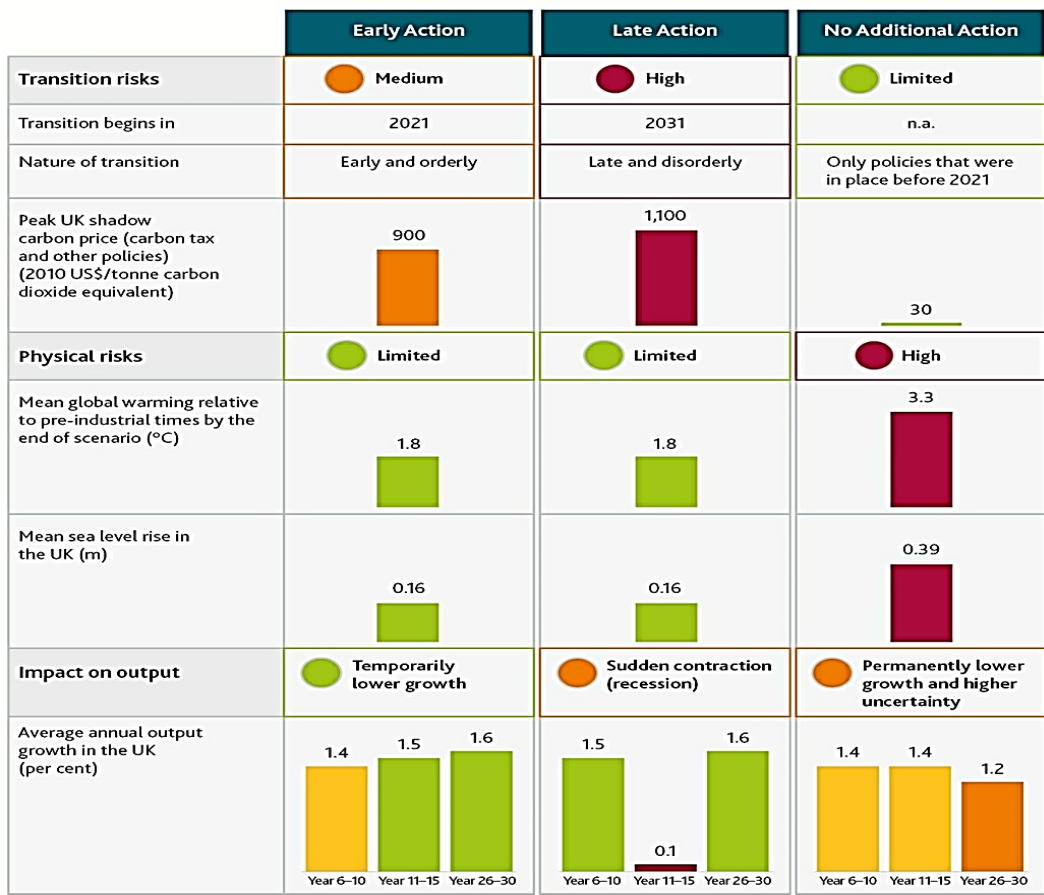 Early Action
Late Action
No Additional Action
Transition risks
Medium
High
Limited
Transition begins in
2021
2031
n.a.
Nature of transition
Early and orderly
Late and disorderly
Only policies that were
in place before 2021
Peak UK shadow
carbon price (carbon tax
and other policies)
(2010 US$/tonne carbon
dioxide equivalent)
900
1,100
30
Physical risks
Limited
Limited
High
Mean global warming relative
to pre-industrial times by the
end of scenario (°C)
1.8
1.8
3.3
Mean sea level rise in
the UK (m)
0.16
0.16
0.39
Impact on output
Temporarily
lower growth
Sudden contraction
(recession)
Permanently lower
growth and higher
uncertainty
Average annual output
growth in the UK
(per cent)
1.4
1.5
1.6
Year 6–10
Year 11–15
Year 26–30
1.5
0.1
1.6
Year 6–10
Year 11–15
Year 26–30
1.4
1.4
1.2
Year 6–10
Year 11–15
Year 26–30